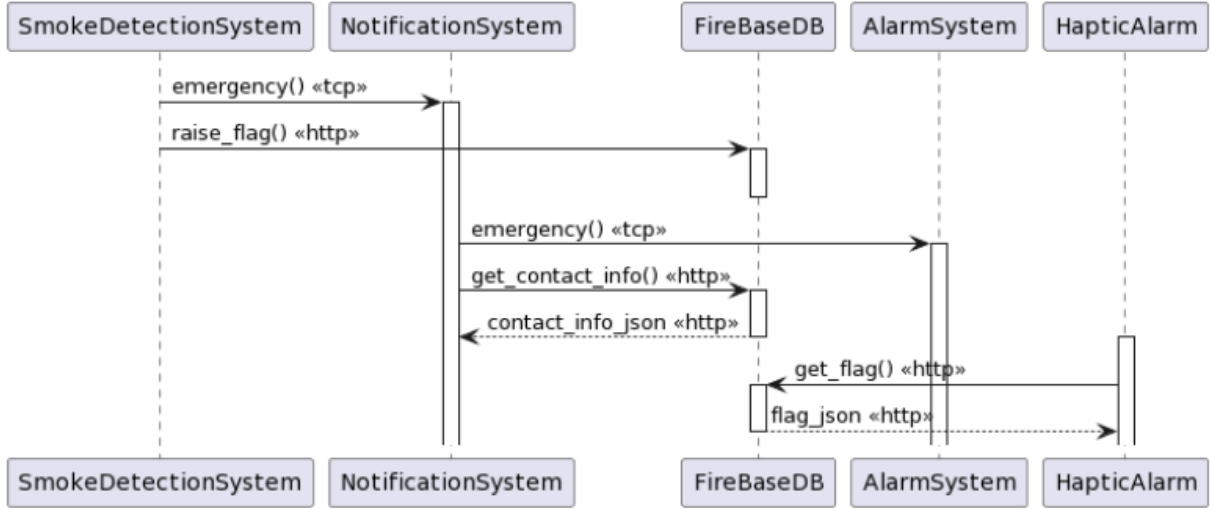 SmokeDetectionSystem NotificationSystem FireBaseDB AlarmSystem HapticAlarm
emergency() «tcp»
raise_flag() «http»
emergency() «tcp»
get_contact_info() «http»
contact_info_json «http»
get_flag() «http»
flag_json «http»
SmokeDetectionSystem NotificationSystem FireBaseDB AlarmSystem HapticAlarm